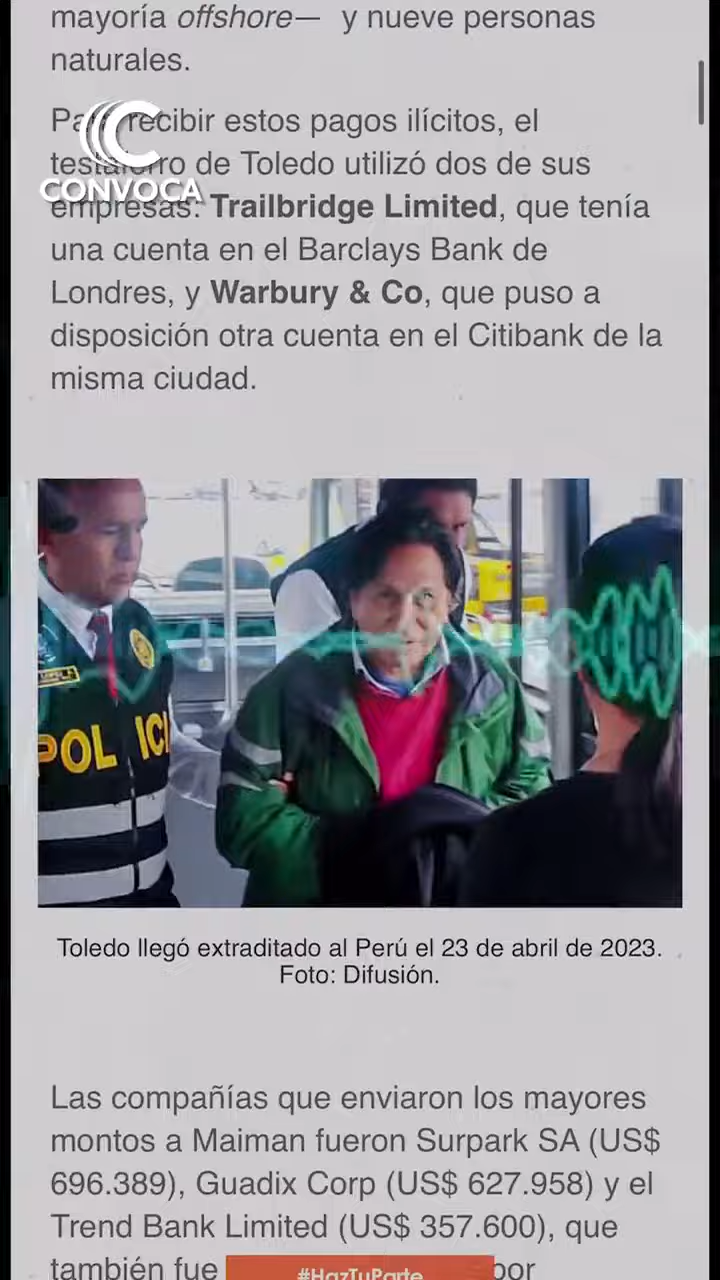 mayoría offshore— y nueve personas
naturales.
Para recibir estos pagos ilícitos, el
testaferro de Toledo utilizó dos de sus
CONVOCA
empresas: Trailbridge Limited, que tenía
una cuenta en el Barclays Bank de
Londres, y Warbury & Co, que puso a
disposición otra cuenta en el Citibank de la
misma ciudad.
POLICI
Toledo llegó extraditado al Perú el 23 de abril de 2023.
Foto: Difusión.
Las compañías que enviaron los mayores
montos a Maiman fueron Surpark SA (US$
696.389), Guadix Corp (US$ 627.958) y el
Trend Bank Limited (US$ 357.600), que
también fue por
#HazTuParte